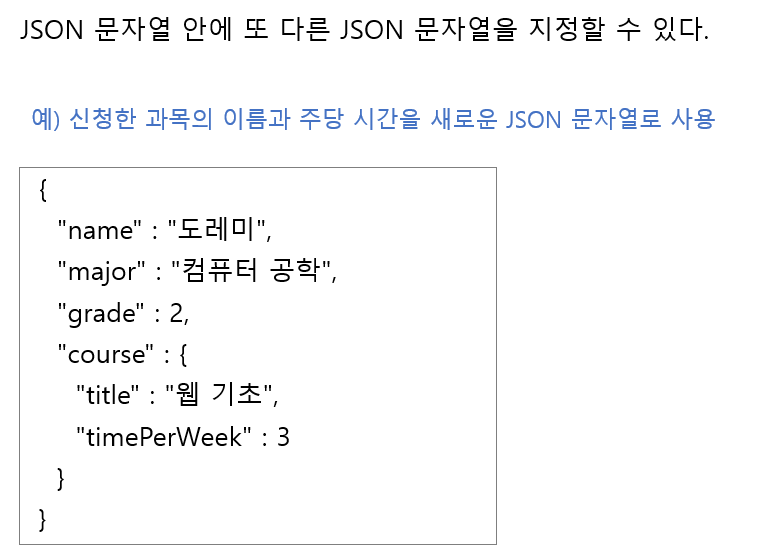 JSON 문자열 안에 또 다른 JSON 문자열을 지정할 수 있다.
예) 신청한 과목의 이름과 주당 시간을 새로운 JSON 문자열로 사용
{
"name" : "도레미",
"major" : "컴퓨터 공학",
"grade" : 2,
"course" : {
"title" : "웹 기초",
"timePerWeek" : 3
}
}